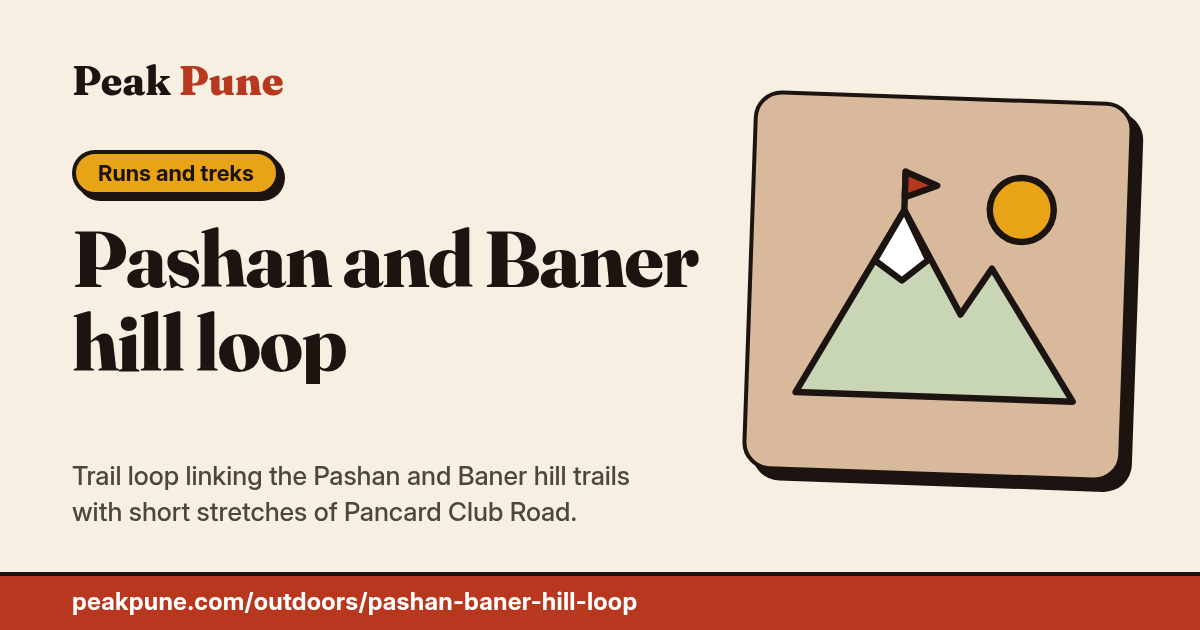 Peak Pune
Runs and treks
Pashan and Baner
hill loop
Trail loop linking the Pashan and Baner hill trails
with short stretches of Pancard Club Road.
peakpune.com/outdoors/pashan-baner-hill-loop